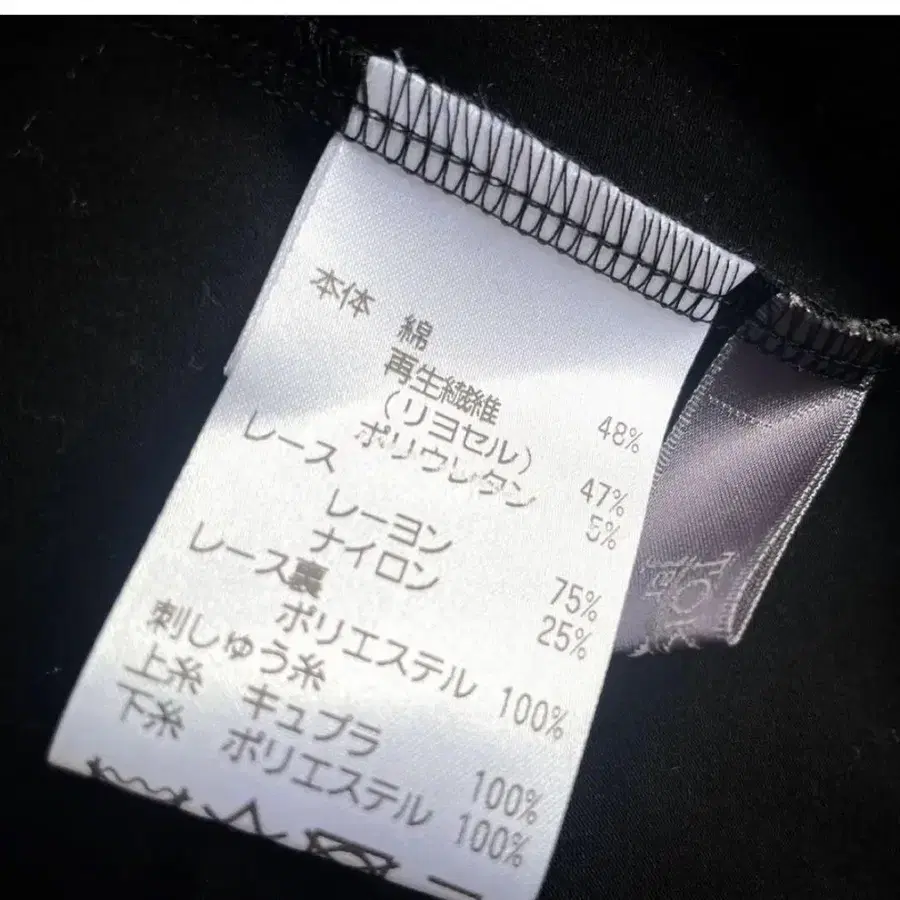 本体
綿 48%
再生繊維
(リヨセル) 47%
ポリウレタン 5%
レース
レーヨン 75%
ナイロン 25%
レース裏
ポリエステル 100%
刺しゅう糸
上糸 キュプラ 100%
下糸 ポリエステル 100%